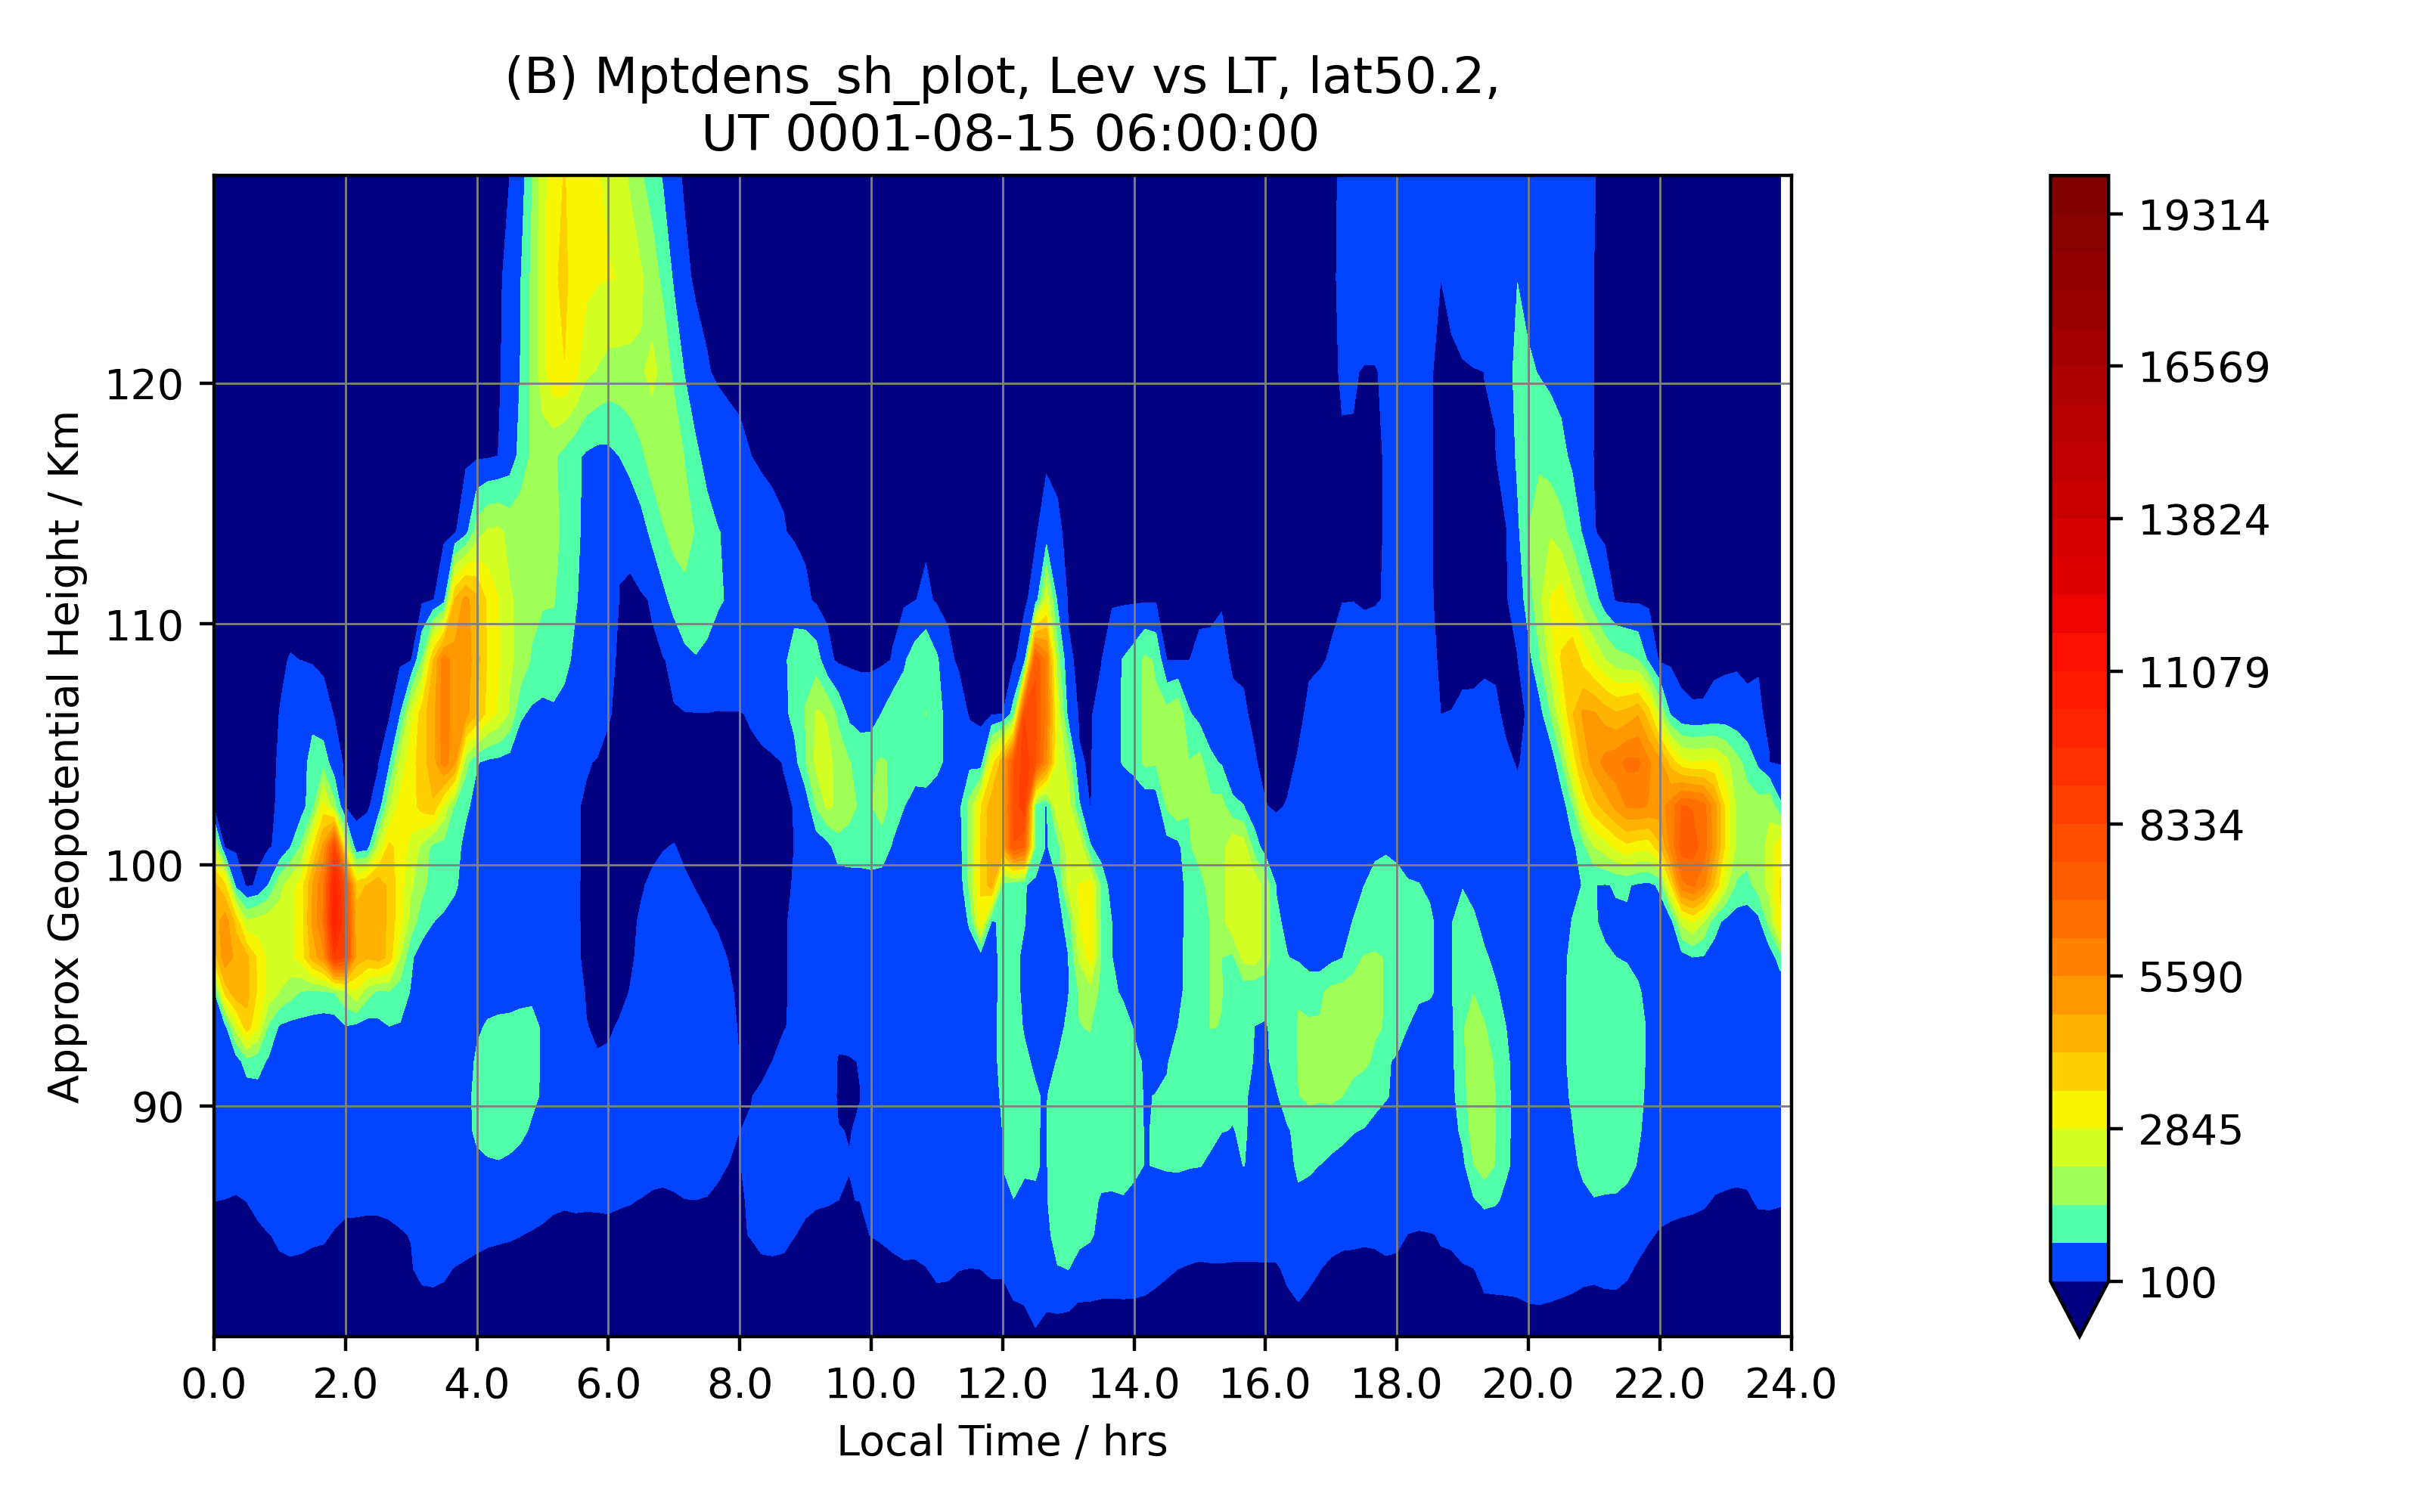 (B) Mptdens_sh_plot, Lev vs LT, lat50.2,
UT 0001-08-15 06:00:00
Approx Geopotential Height / Km
120
110
100
90
0.0 2.0 4.0 6.0 8.0 10.0 12.0 14.0 16.0 18.0 20.0 22.0 24.0
Local Time / hrs
19314
16569
13824
11079
8334
5590
2845
100